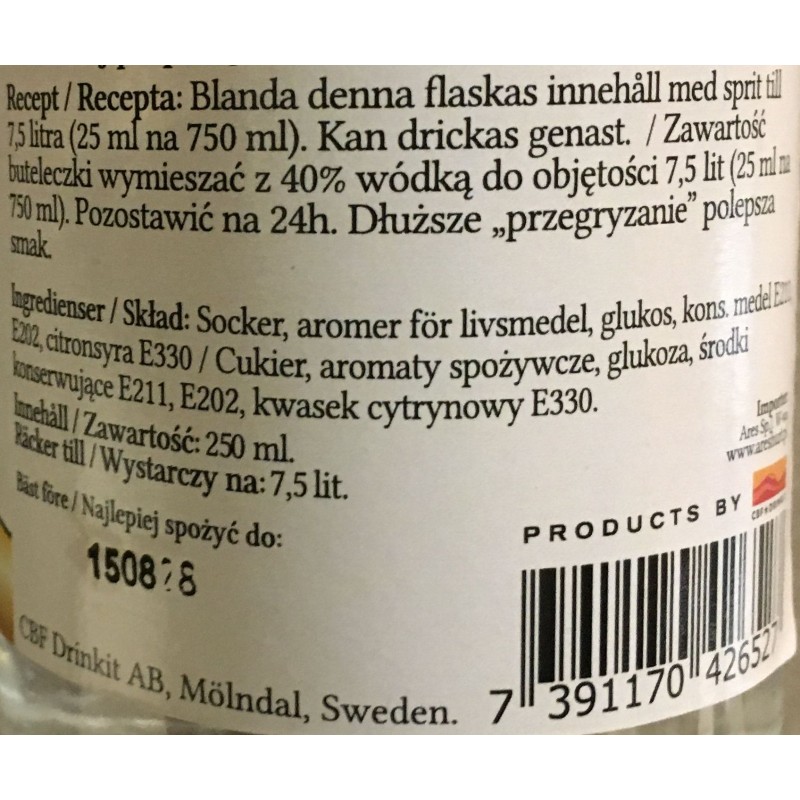 Recept / Recepta: Blanda denna flaskas innehåll med sprit till
7,5 litra (25 ml na 750 ml). Kan drickas genast. / Zawartość
buteleczki wymieszać z 40% wódką do objętości 7,5 lit (25 ml na
750 ml). Pozostawić na 24h. Dłuższe „przegryzanie” polepsza
smak.
Ingredienser / Skład: Socker, aromer för livsmedel, glukos, kons. medel
E202, citronsyra E330 / Cukier, aromaty spożywcze, glukoza, środki
konserwujące E211, E202, kwasek cytrynowy E330.
Innehåll / Zawartość: 250 ml.
Räcker till / Wystarczy na: 7,5 lit.
Bäst före / Najlepiej spożyć do:
Ares Sp
PRODUCTS BY
CBF Drinkit AB, Mölndal, Sweden.
7 391170 426527